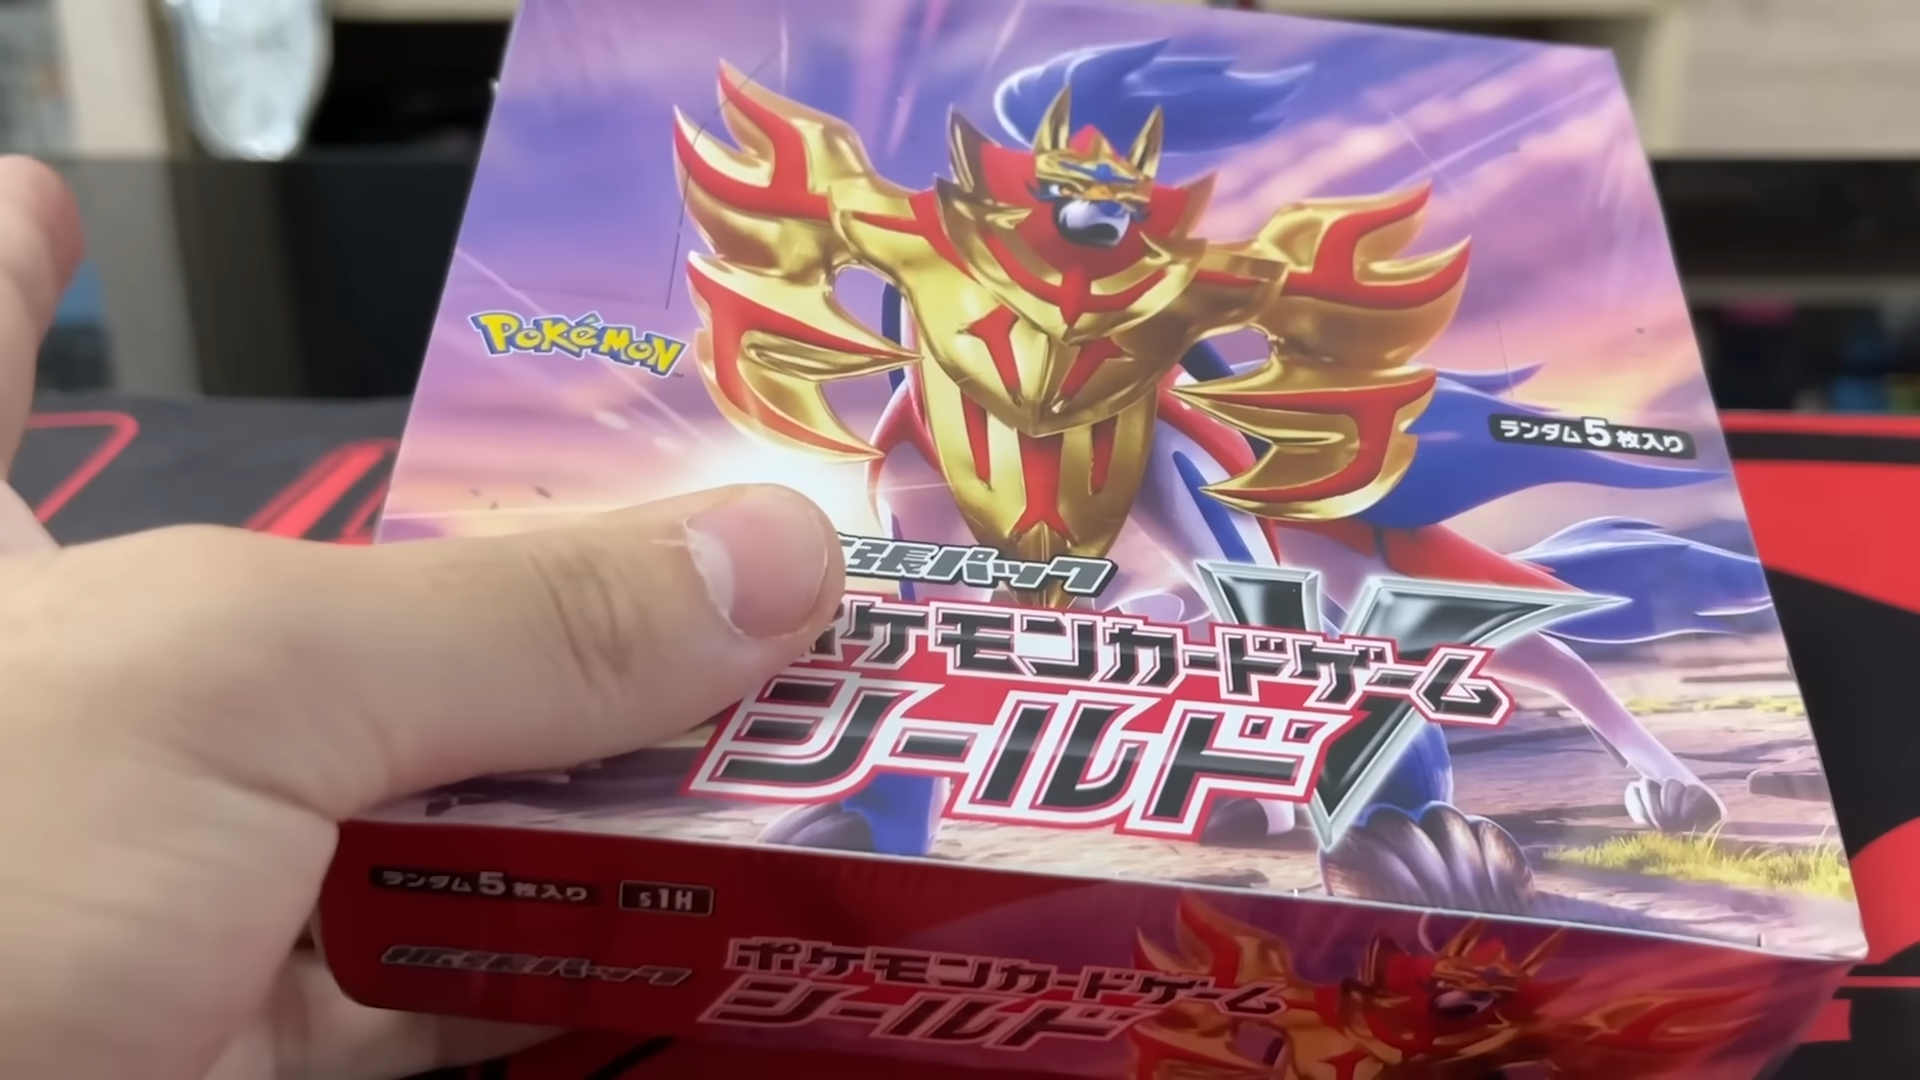 POKéMON
ランダム5枚入り
張パック
ポケモンカードゲーム
シールド
V
ランダム5枚入り
s1H
拡張パック
ポケモンカードゲーム
シールド